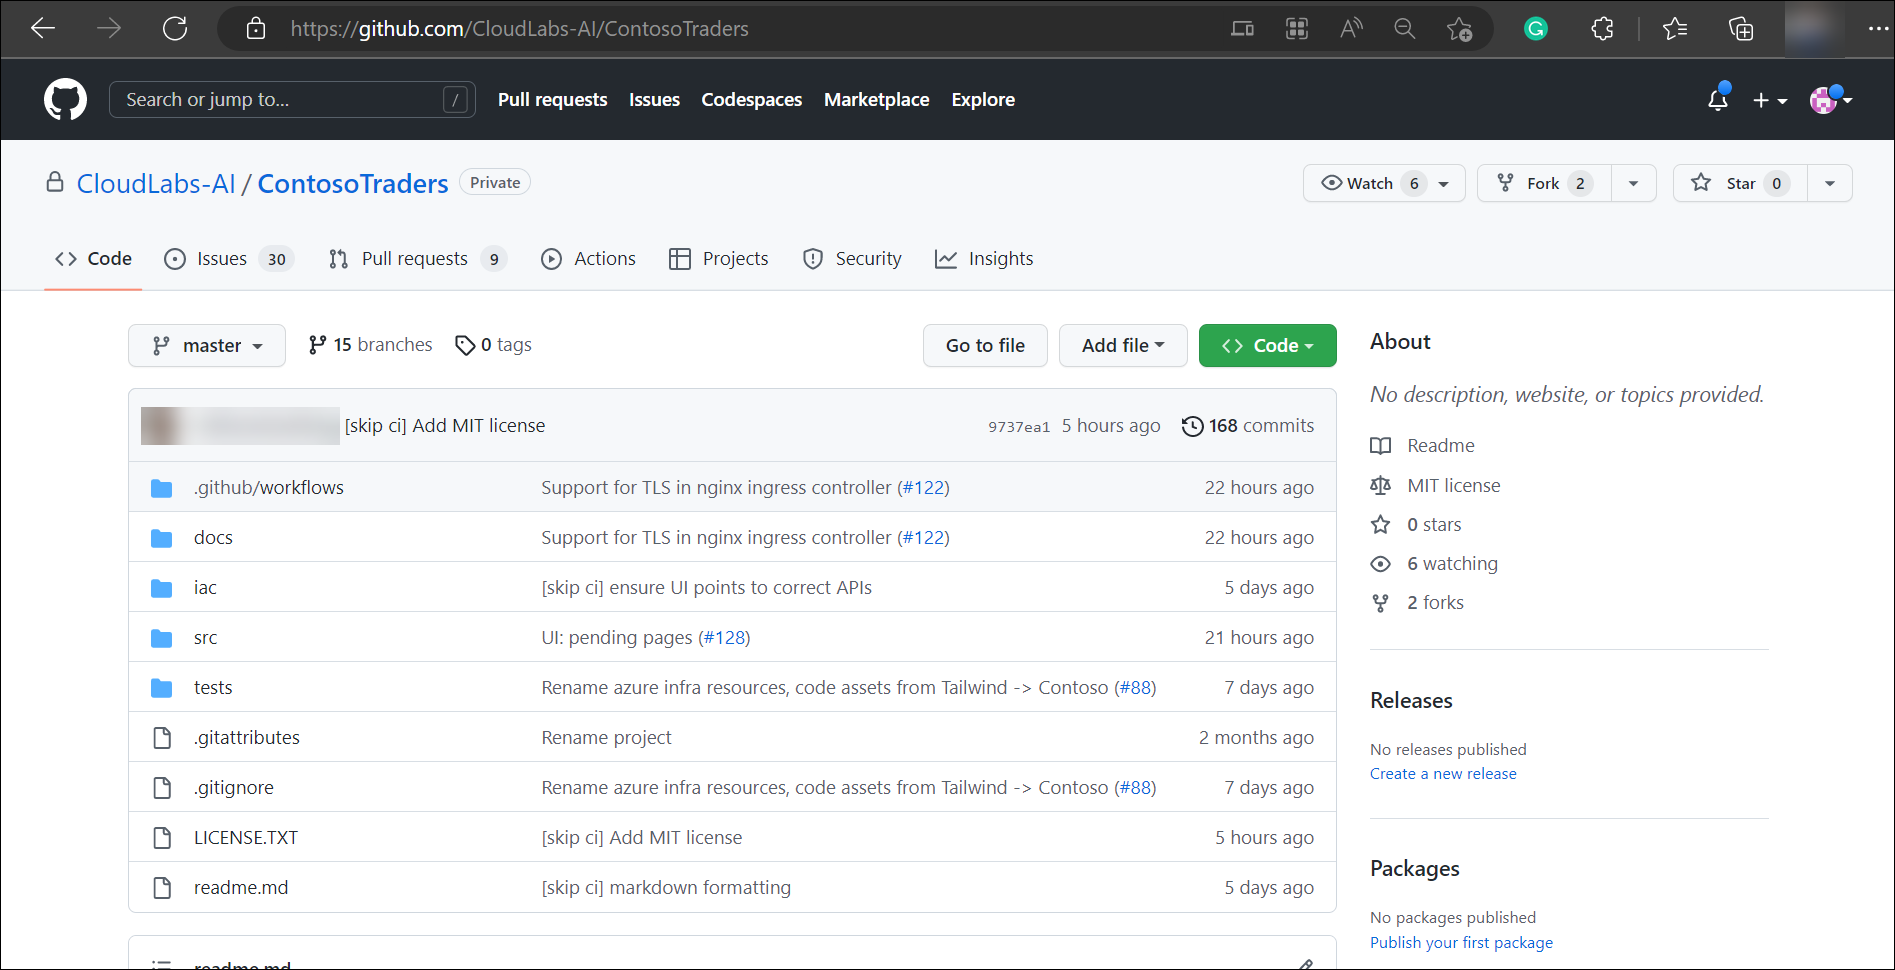 https://github.com/CloudLabs-AI/ContosoTraders
Search or jump to... / Pull requests Issues Codespaces Marketplace Explore
CloudLabs-AI / ContosoTraders Private Watch 6 Fork 2 Star 0
Code Issues 30 Pull requests 9 Actions Projects Security Insights
master 15 branches 0 tags Go to file Add file Code
[skip ci] Add MIT license 9737ea1 5 hours ago 168 commits
.github/workflows Support for TLS in nginx ingress controller (#122) 22 hours ago
docs Support for TLS in nginx ingress controller (#122) 22 hours ago
iac [skip ci] ensure UI points to correct APIs 5 days ago
src UI: pending pages (#128) 21 hours ago
tests Rename azure infra resources, code assets from Tailwind -> Contoso (#88) 7 days ago
.gitattributes Rename project 2 months ago
.gitignore Rename azure infra resources, code assets from Tailwind -> Contoso (#88) 7 days ago
LICENSE.TXT [skip ci] Add MIT license 5 hours ago
readme.md [skip ci] markdown formatting 5 days ago
readme.md
About
No description, website, or topics provided.
Readme
MIT license
0 stars
6 watching
2 forks
Releases
No releases published
Create a new release
Packages
No packages published
Publish your first package